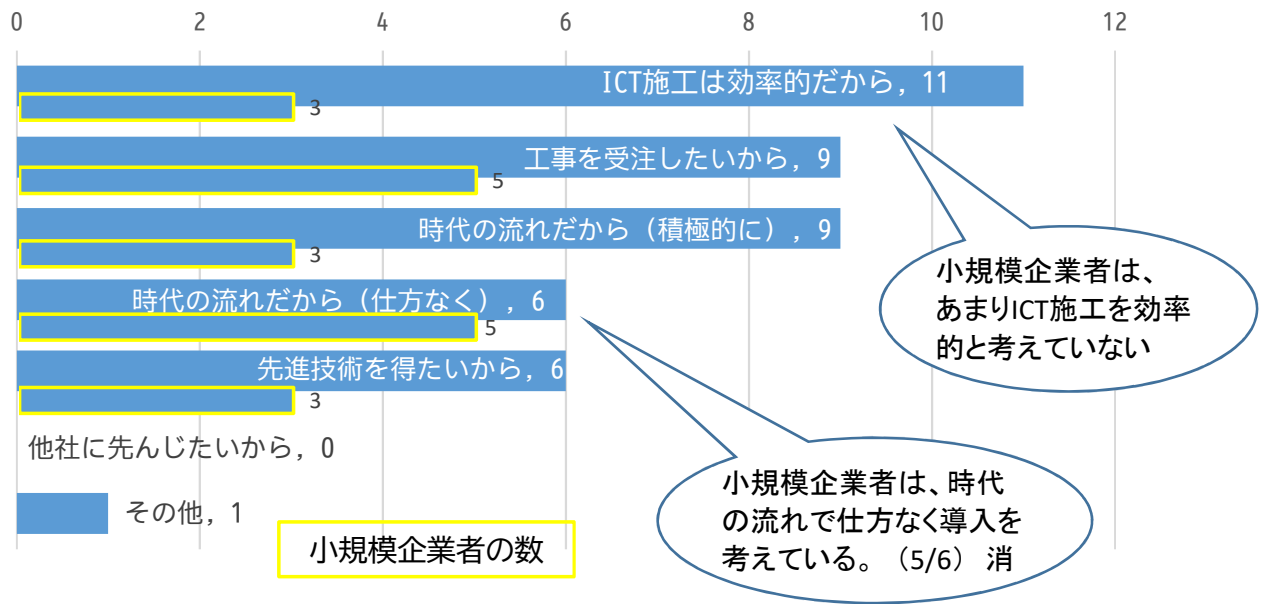 0 2 4 6 8 10 12
ICT施工は効率的だから, 11
3
工事を受注したいから, 9
5
時代の流れだから（積極的に）, 9
3
時代の流れだから（仕方なく）, 6
5
先進技術を得たいから, 6
3
他社に先んじたいから, 0
その他, 1
小規模企業者の数
小規模企業者は、
あまりICT施工を効率
的と考えていない
小規模企業者は、時代
の流れで仕方なく導入を
考えている。（5/6） 消